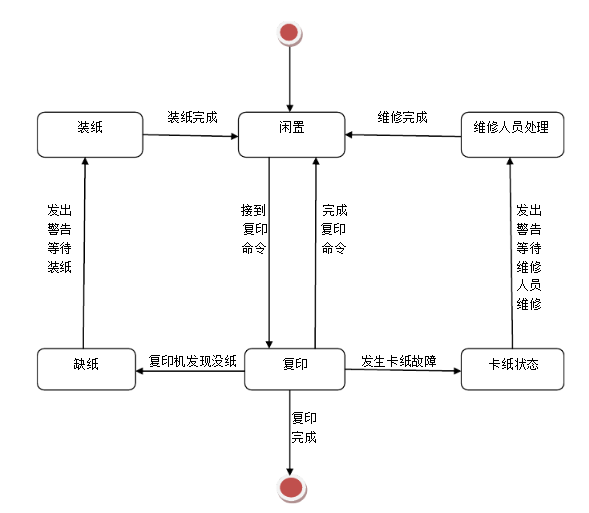 装纸
装纸完成
闲置
维修完成
维修人员处理
发出
警告
等待
装纸
接到
复印
命令
完成
复印
命令
发出
警告
等待
维修
人员
维修
缺纸
复印机发现没纸
复印
发生卡纸故障
卡纸状态
复印
完成